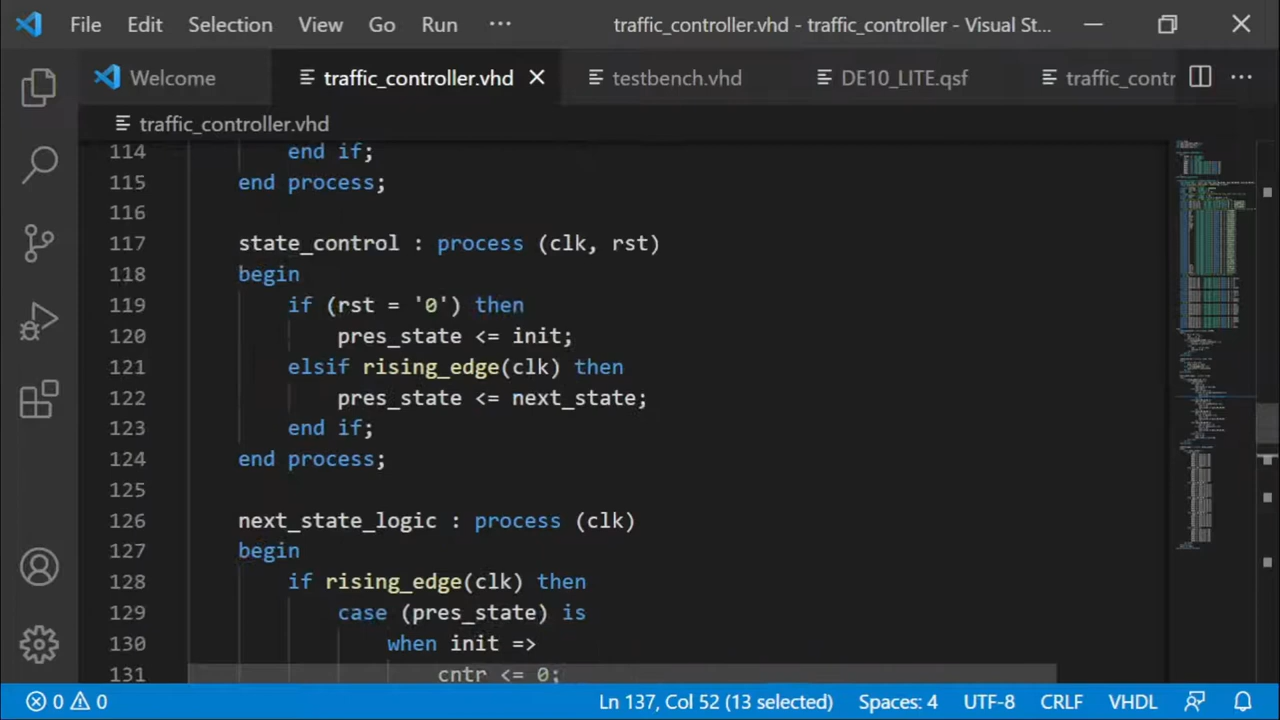 File Edit Selection View Go Run ··· traffic_controller.vhd - traffic_controller - Visual St...
Welcome traffic_controller.vhd testbench.vhd DE10_LITE.qsf traffic_contr
traffic_controller.vhd
114 end if;
115 end process;
116
117 state_control : process (clk, rst)
118 begin
119 if (rst = '0') then
120 pres_state <= init;
121 elsif rising_edge(clk) then
122 pres_state <= next_state;
123 end if;
124 end process;
125
126 next_state_logic : process (clk)
127 begin
128 if rising_edge(clk) then
129 case (pres_state) is
130 when init =>
131 cntr <= 0;
0 0 Ln 137, Col 52 (13 selected) Spaces: 4 UTF-8 CRLF VHDL